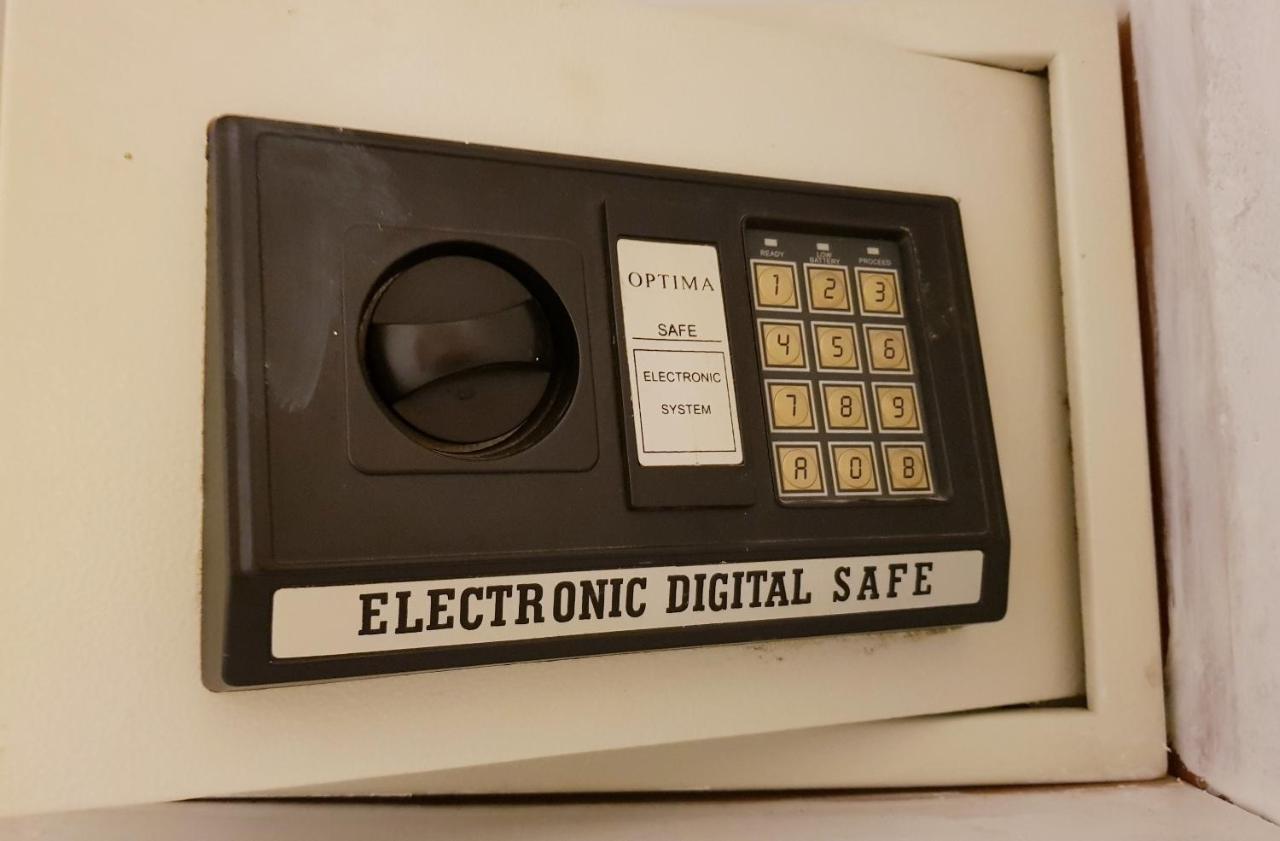 OPTIMA
SAFE
ELECTRONIC
SYSTEM
READY LOW BATTERY PROCEED
1 2 3
4 5 6
7 8 9
A 0 B
ELECTRONIC DIGITAL SAFE